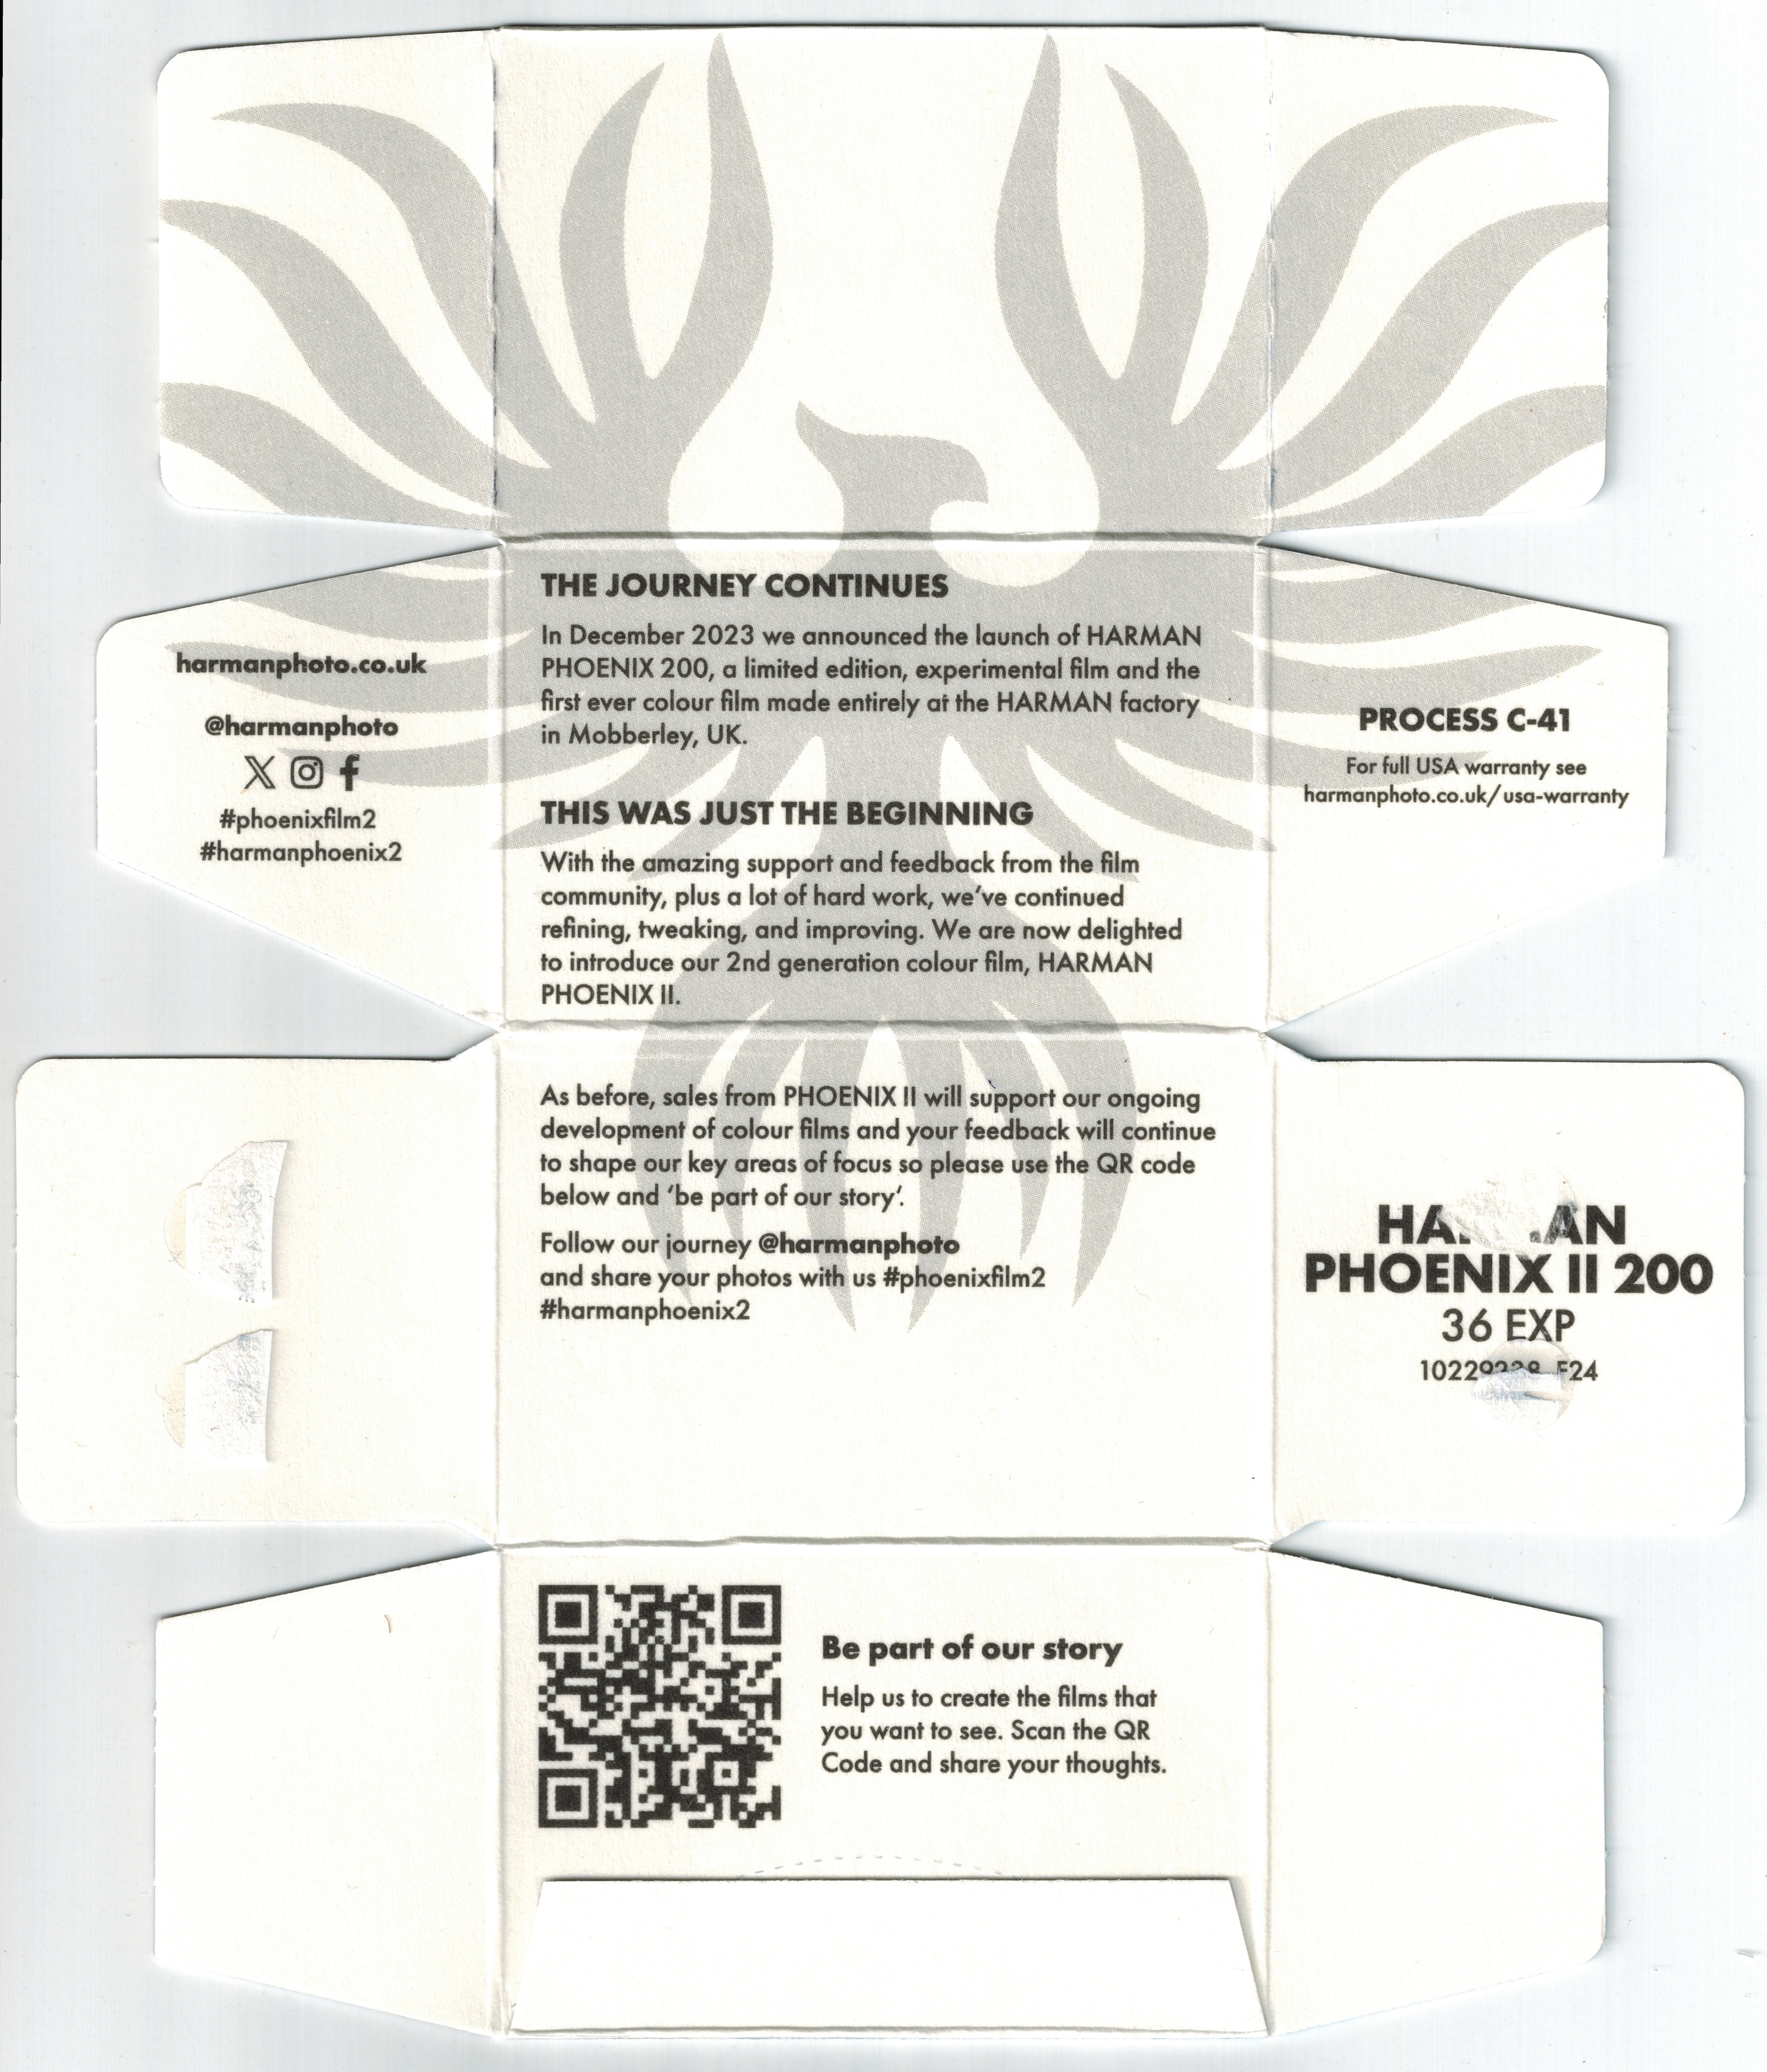 THE JOURNEY CONTINUES
In December 2023 we announced the launch of HARMAN
PHOENIX 200, a limited edition, experimental film and the
first ever colour film made entirely at the HARMAN factory
in Mobberley, UK.
THIS WAS JUST THE BEGINNING
With the amazing support and feedback from the film
community, plus a lot of hard work, we've continued
refining, tweaking, and improving. We are now delighted
to introduce our 2nd generation colour film, HARMAN
PHOENIX II.
harmanphoto.co.uk
@harmanphoto
#phoenixfilm2
#harmanphoenix2
PROCESS C-41
For full USA warranty see
harmanphoto.co.uk/usa-warranty
As before, sales from PHOENIX II will support our ongoing
development of colour films and your feedback will continue
to shape our key areas of focus so please use the QR code
below and 'be part of our story'.
Follow our journey @harmanphoto
and share your photos with us #phoenixfilm2
#harmanphoenix2
PHOENIX II 200
36 EXP
Be part of our story
Help us to create the films that
you want to see. Scan the QR
Code and share your thoughts.